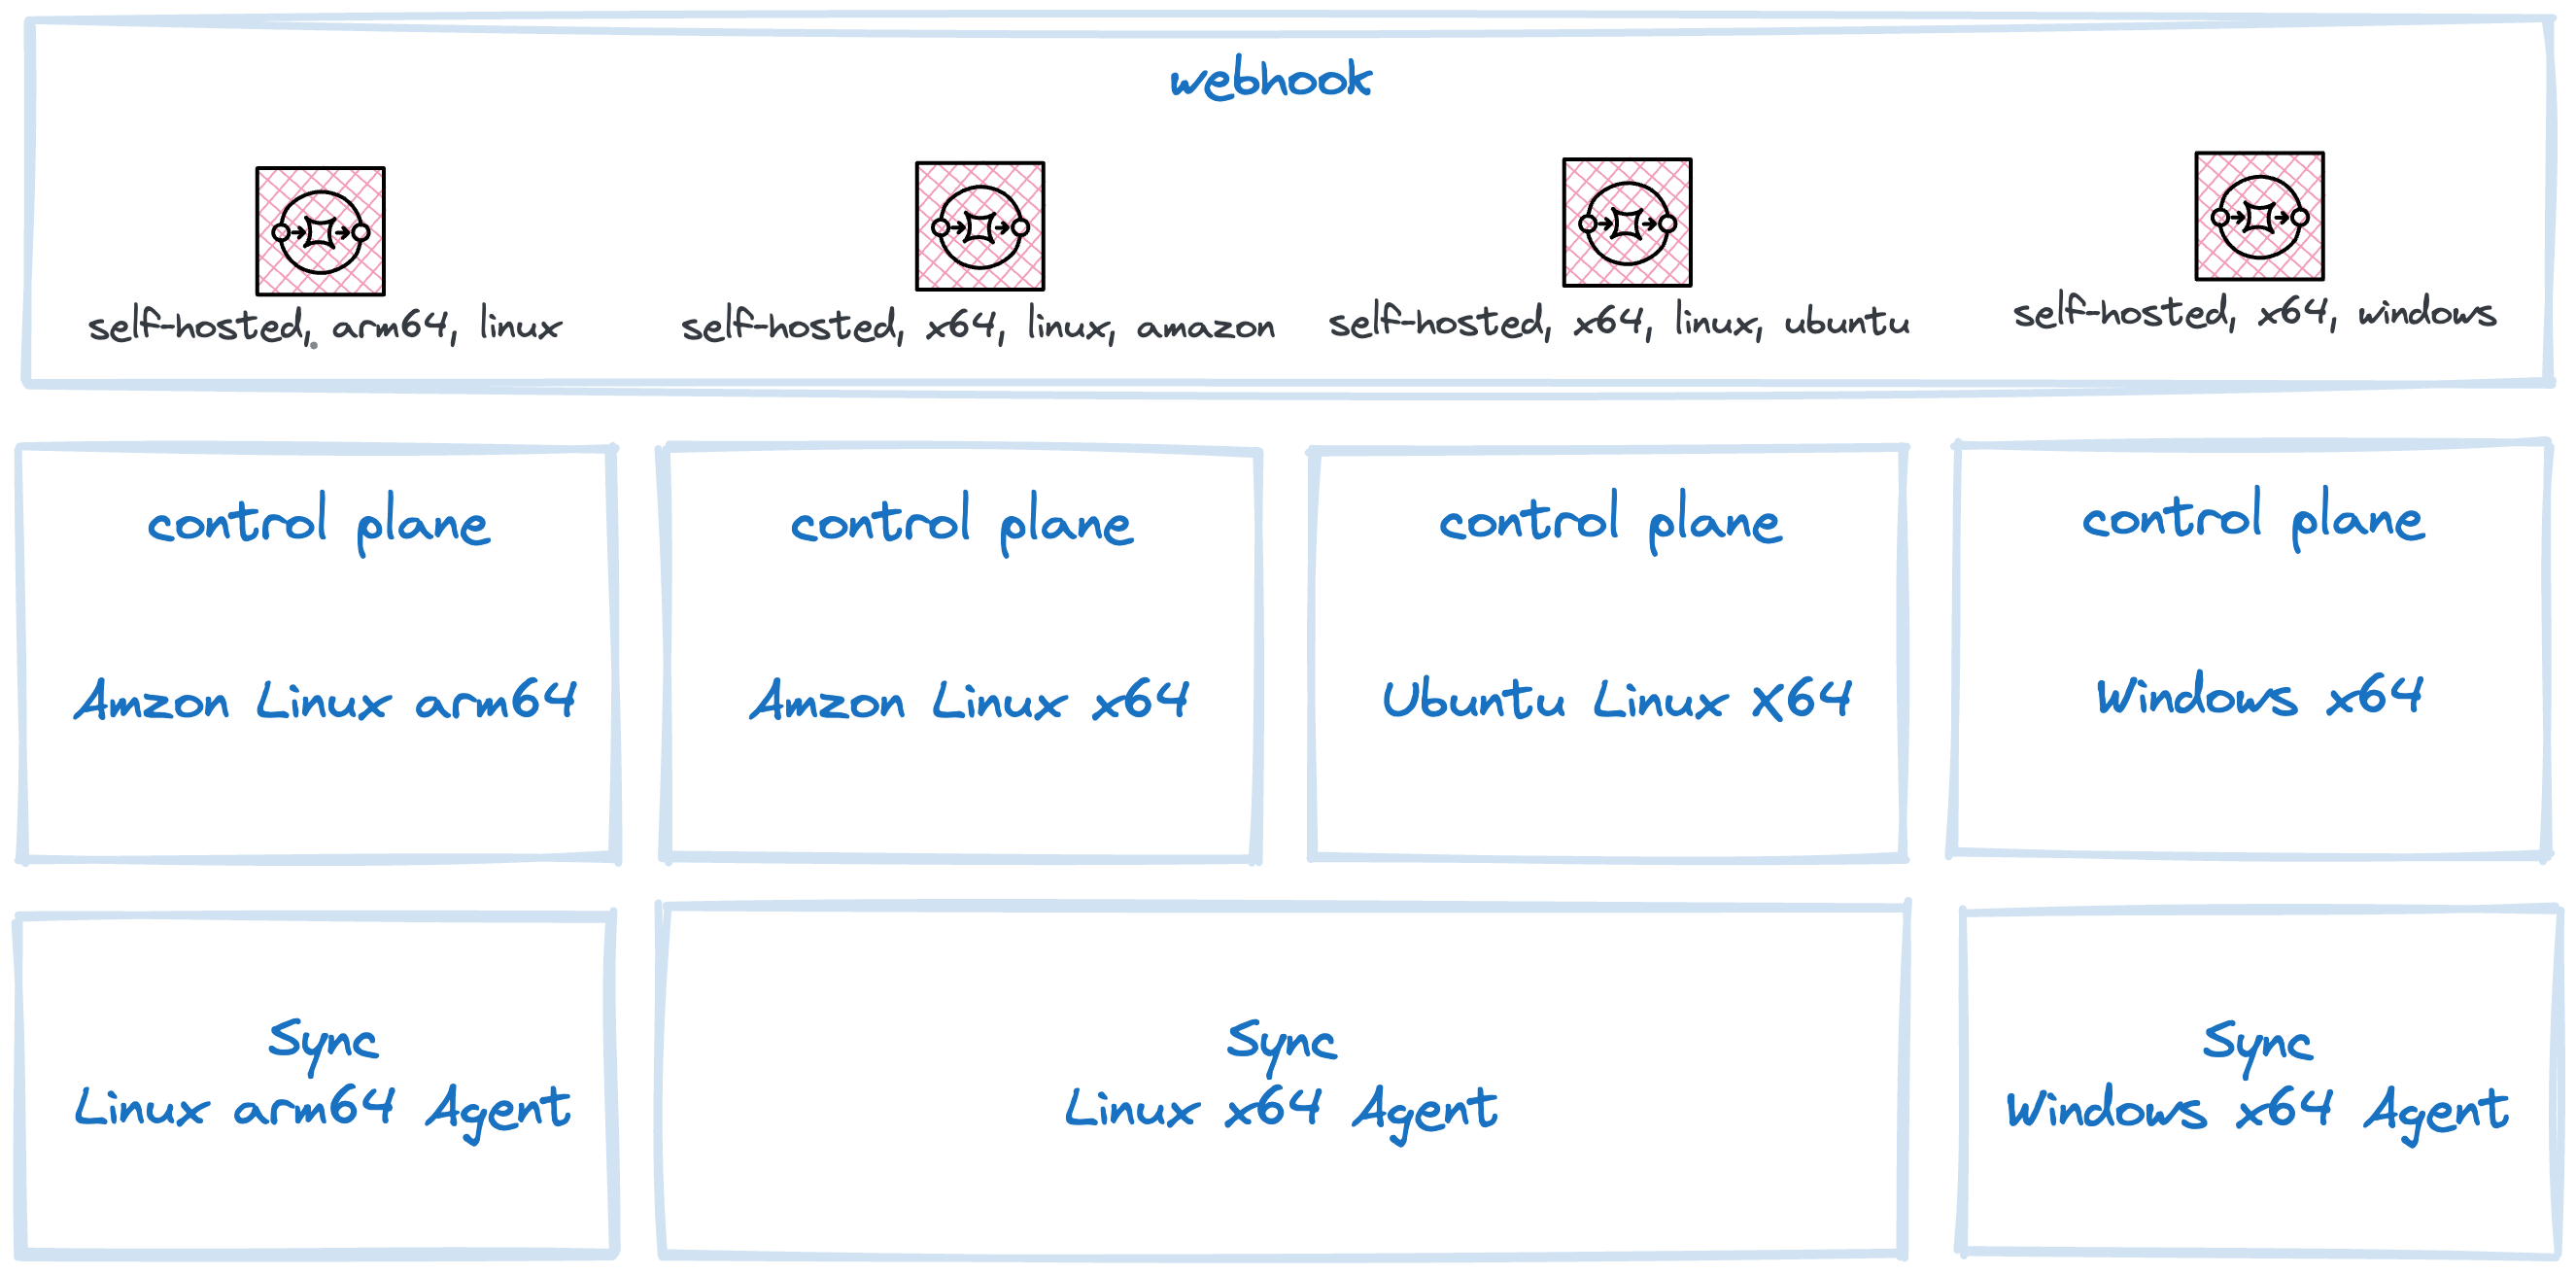 webhook
self-hosted, arm64, linux
self-hosted, x64, linux, amazon
self-hosted, x64, linux, ubuntu
self-hosted, x64, windows
control plane
Amzon Linux arm64
control plane
Amzon Linux x64
control plane
Ubuntu Linux X64
control plane
Windows x64
Sync
Linux arm64 Agent
Sync
Linux x64 Agent
Sync
Windows x64 Agent